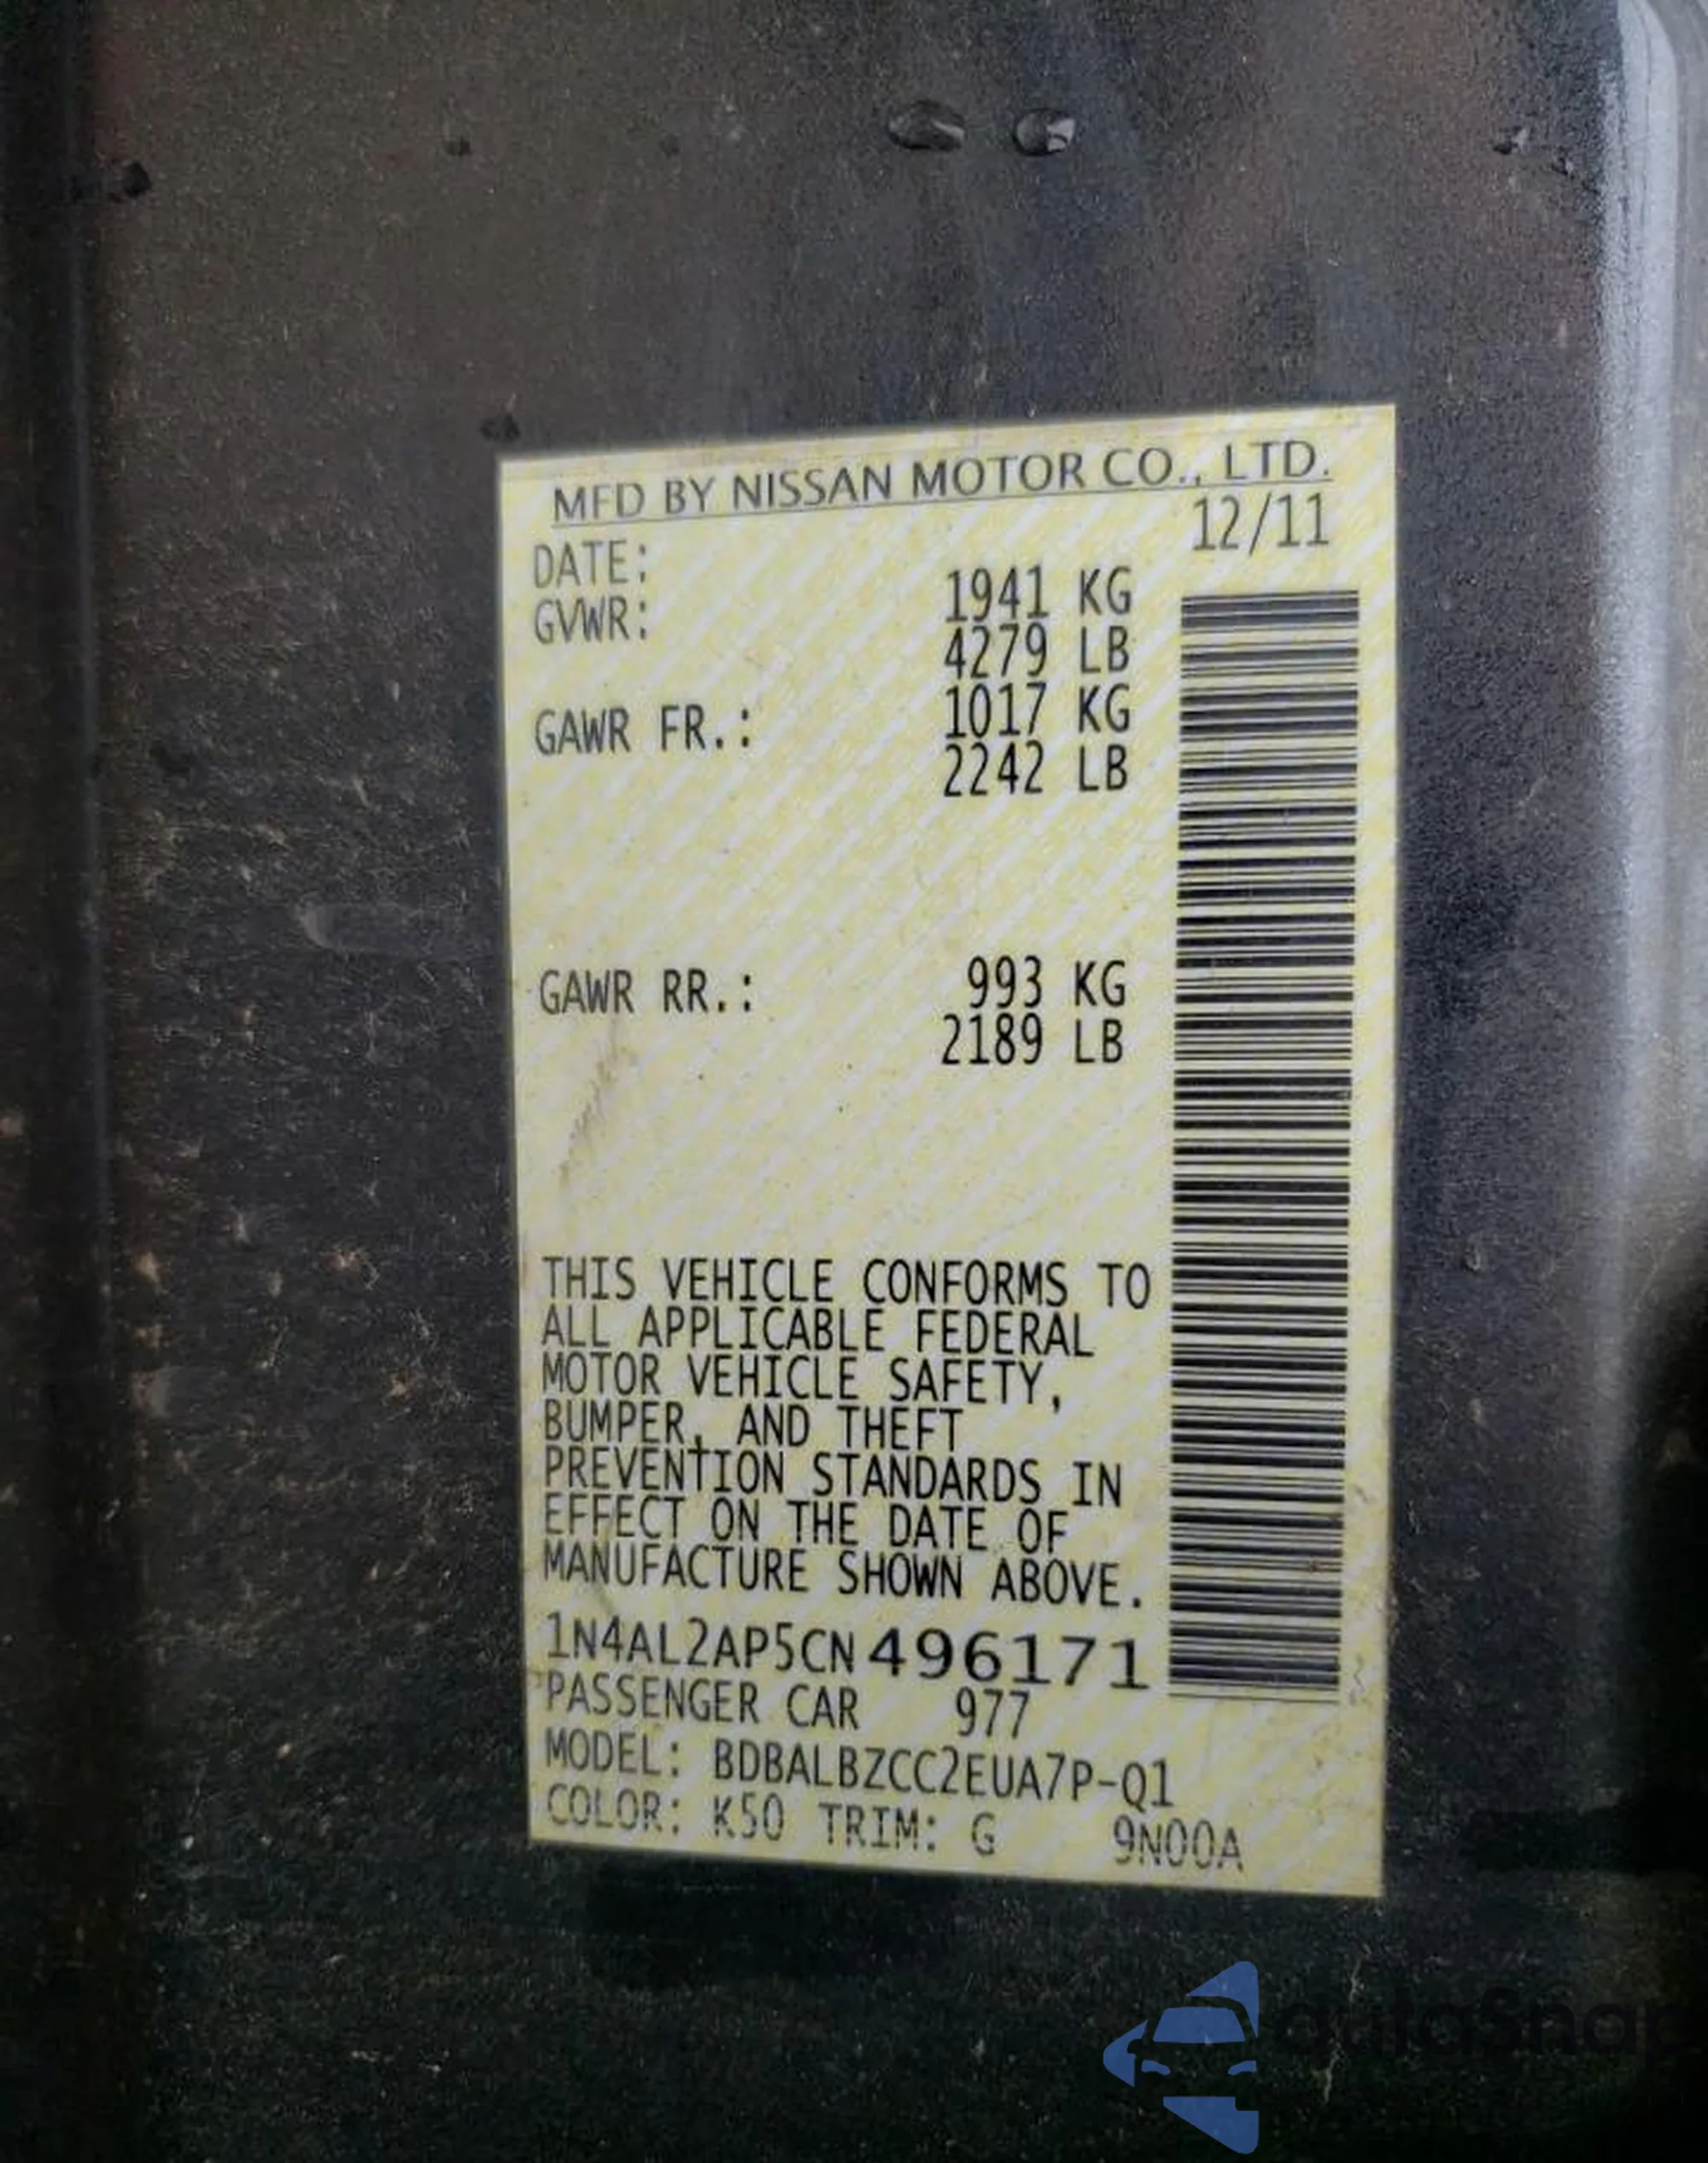 MFD BY NISSAN MOTOR CO., LTD.
DATE: 12/11
GVWR: 1941 KG
4279 LB
GAWR FR.: 1017 KG
2242 LB
GAWR RR.: 993 KG
2189 LB
THIS VEHICLE CONFORMS TO
ALL APPLICABLE FEDERAL
MOTOR VEHICLE SAFETY,
BUMPER, AND THEFT
PREVENTION STANDARDS IN
EFFECT ON THE DATE OF
MANUFACTURE SHOWN ABOVE.
1N4AL2AP5CN496171
PASSENGER CAR 977
MODEL: BDBALBZCC2EUA7P-Q1
COLOR: K50 TRIM: G 9N00A
autoSnap